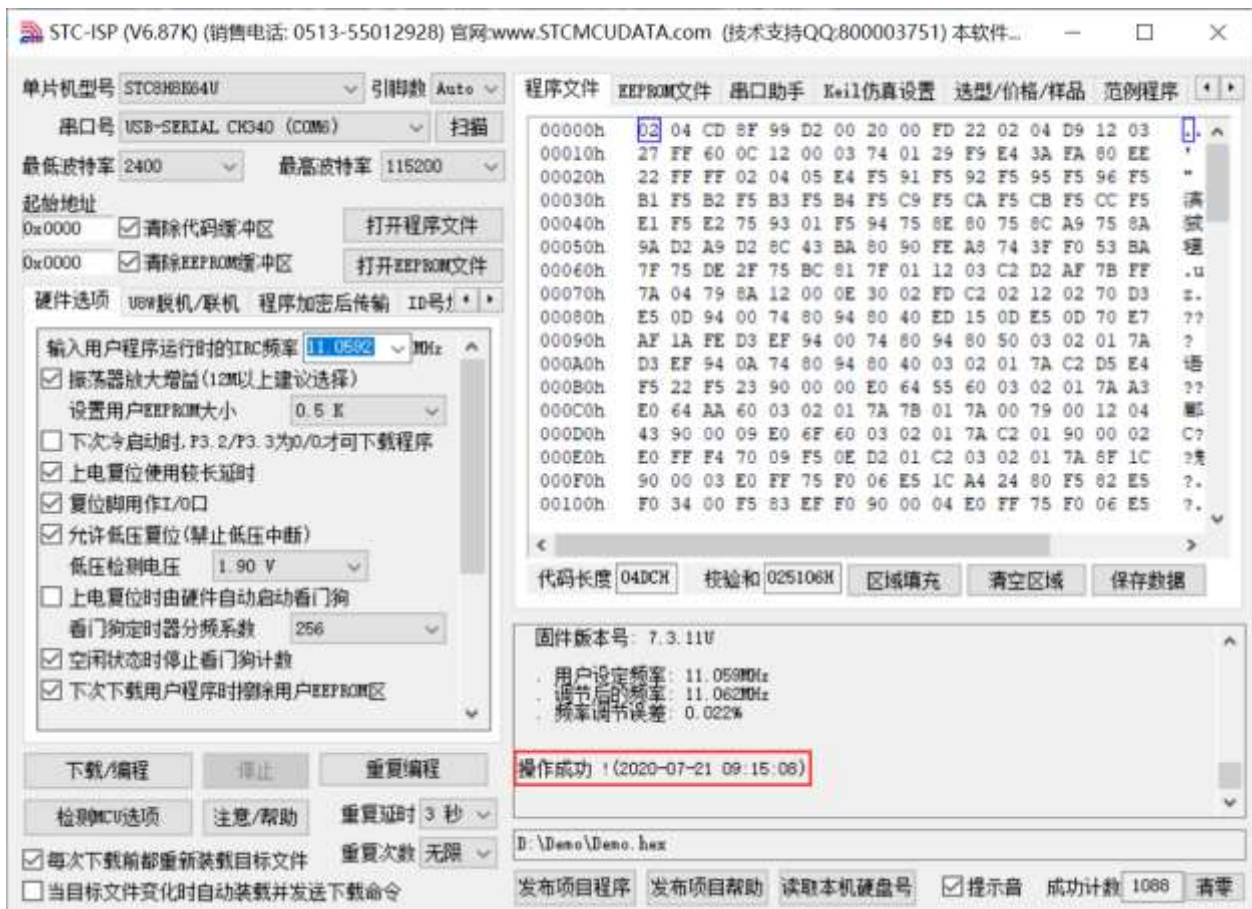 STC-ISP (V6.87K) (销售电话: 0513-55012928) 官网:www.STCMCUDATA.com (技术支持QQ:800003751) 本软件...
单片机型号 STC8H8K64U 引脚数 Auto
串口号 USB-SERIAL CH340 (COM6) 扫描
最低波特率 2400 最高波特率 115200
起始地址
0x0000 清除代码缓冲区 打开程序文件
0x0000 清除EEPROM缓冲区 打开EEPROM文件
硬件选项 U8W脱机/联机 程序加密后传输
输入用户程序运行时的IRC频率 11.0592 MHz
振荡器放大增益(12M以上建议选择)
设置用户EEPROM大小 0.5 K
下次冷启动时,P3.2/P3.3为0/0才可下载程序
上电复位使用较长延时
复位脚用作I/O口
允许低压复位(禁止低压中断)
低压检测电压 1.90 V
上电复位时由硬件自动启动看门狗
看门狗定时器分频系数 256
空闲状态时停止看门狗计数
下次下载用户程序时擦除用户EEPROM区
下载/编程 停止 重复编程
检测MCU选项 注意/帮助 重复延时 3 秒
每次下载前都重新装载目标文件 重复次数 无限
当目标文件变化时自动装载并发送下载命令
程序文件 EEPROM文件 串口助手 Keil仿真设置 选型/价格/样品 范例程序
00000h 02 04 CD 8F 99 D2 00 20 00 FD 22 02 04 D9 12 03
00010h 27 FF 60 0C 12 00 03 74 01 29 F9 E4 3A FA 80 EE
00020h 22 FF FF 02 04 05 E4 F5 91 F5 92 F5 95 F5 96 F5
00030h B1 F5 B2 F5 B3 F5 B4 F5 C9 F5 CA F5 CB F5 CC F5
00040h E1 F5 E2 75 93 01 F5 94 75 8E 80 75 8C A9 75 8A
00050h 9A D2 A9 D2 8C 43 BA 80 90 FE A8 74 3F F0 53 BA
00060h 7F 75 DE 2F 75 BC 81 7F 01 12 03 C2 D2 AF 7B FF
00070h 7A 04 79 8A 12 00 0E 30 02 FD C2 02 12 02 70 D3
00080h E5 0D 94 00 74 80 94 80 40 ED 15 0D E5 0D 70 E7
00090h AF 1A FE D3 EF 94 00 74 80 94 80 50 03 02 01 7A
000A0h D3 EF 94 0A 74 80 94 80 40 03 02 01 7A C2 D5 E4
000B0h F5 22 F5 23 90 00 00 E0 64 55 60 03 02 01 7A A3
000C0h E0 64 AA 60 03 02 01 7A 7B 01 7A 00 79 00 12 04
000D0h 43 90 00 09 E0 6F 60 03 02 01 7A C2 01 90 00 02
000E0h E0 FF F4 70 09 F5 0E D2 01 C2 03 02 01 7A 8F 1C
000F0h 90 00 03 E0 FF 75 F0 06 E5 1C A4 24 80 F5 82 E5
00100h F0 34 00 F5 83 EF F0 90 00 04 E0 FF 75 F0 06 E5
代码长度 04DCH 校验和 025106H 区域填充 清空区域 保存数据
固件版本号: 7.3.11U
. 用户设定频率: 11.059MHz
. 调节后的频率: 11.062MHz
. 频率调节误差: 0.022%
操作成功 !(2020-07-21 09:15:08)
D:\Demo\Demo.hex
发布项目程序 发布项目帮助 读取本机硬盘号 提示音 成功计数 1088 清零